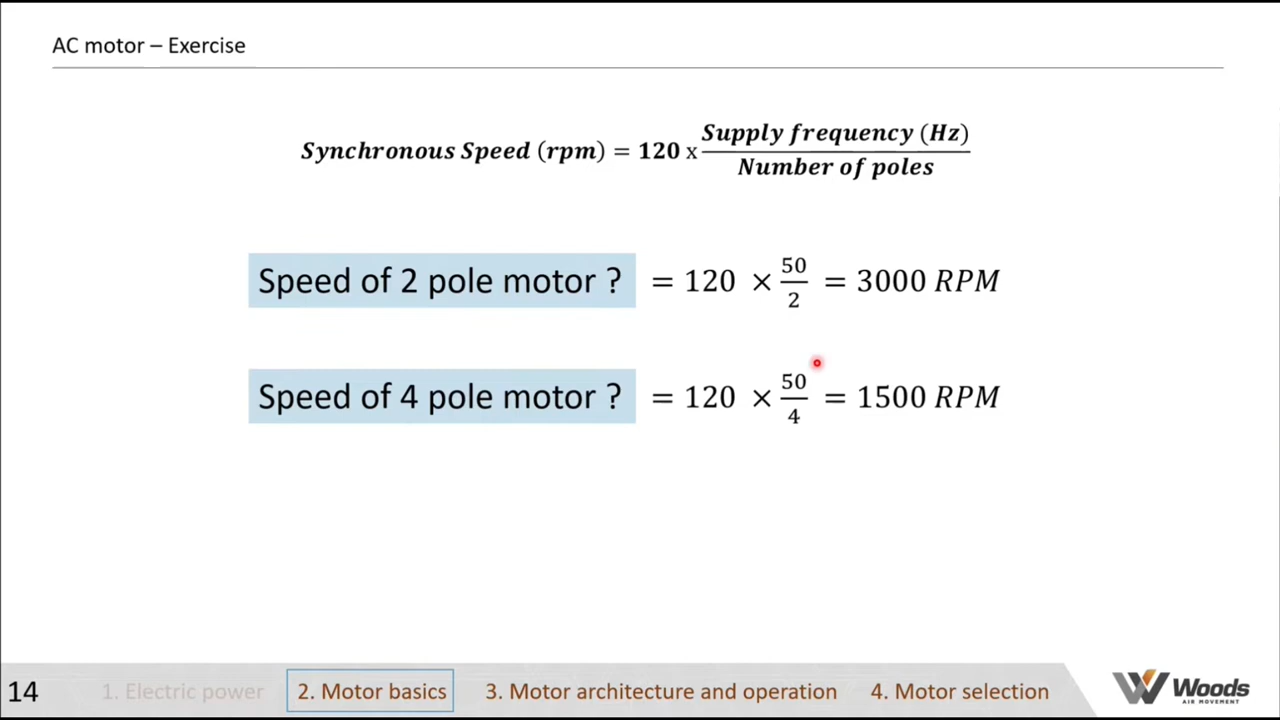 AC motor – Exercise
Synchronous Speed (rpm) = 120 x Supply frequency (Hz) / Number of poles
Speed of 2 pole motor ? = 120 × 50/2 = 3000 RPM
Speed of 4 pole motor ? = 120 × 50/4 = 1500 RPM
14 1. Electric power 2. Motor basics 3. Motor architecture and operation 4. Motor selection
Woods
AIR MOVEMENT